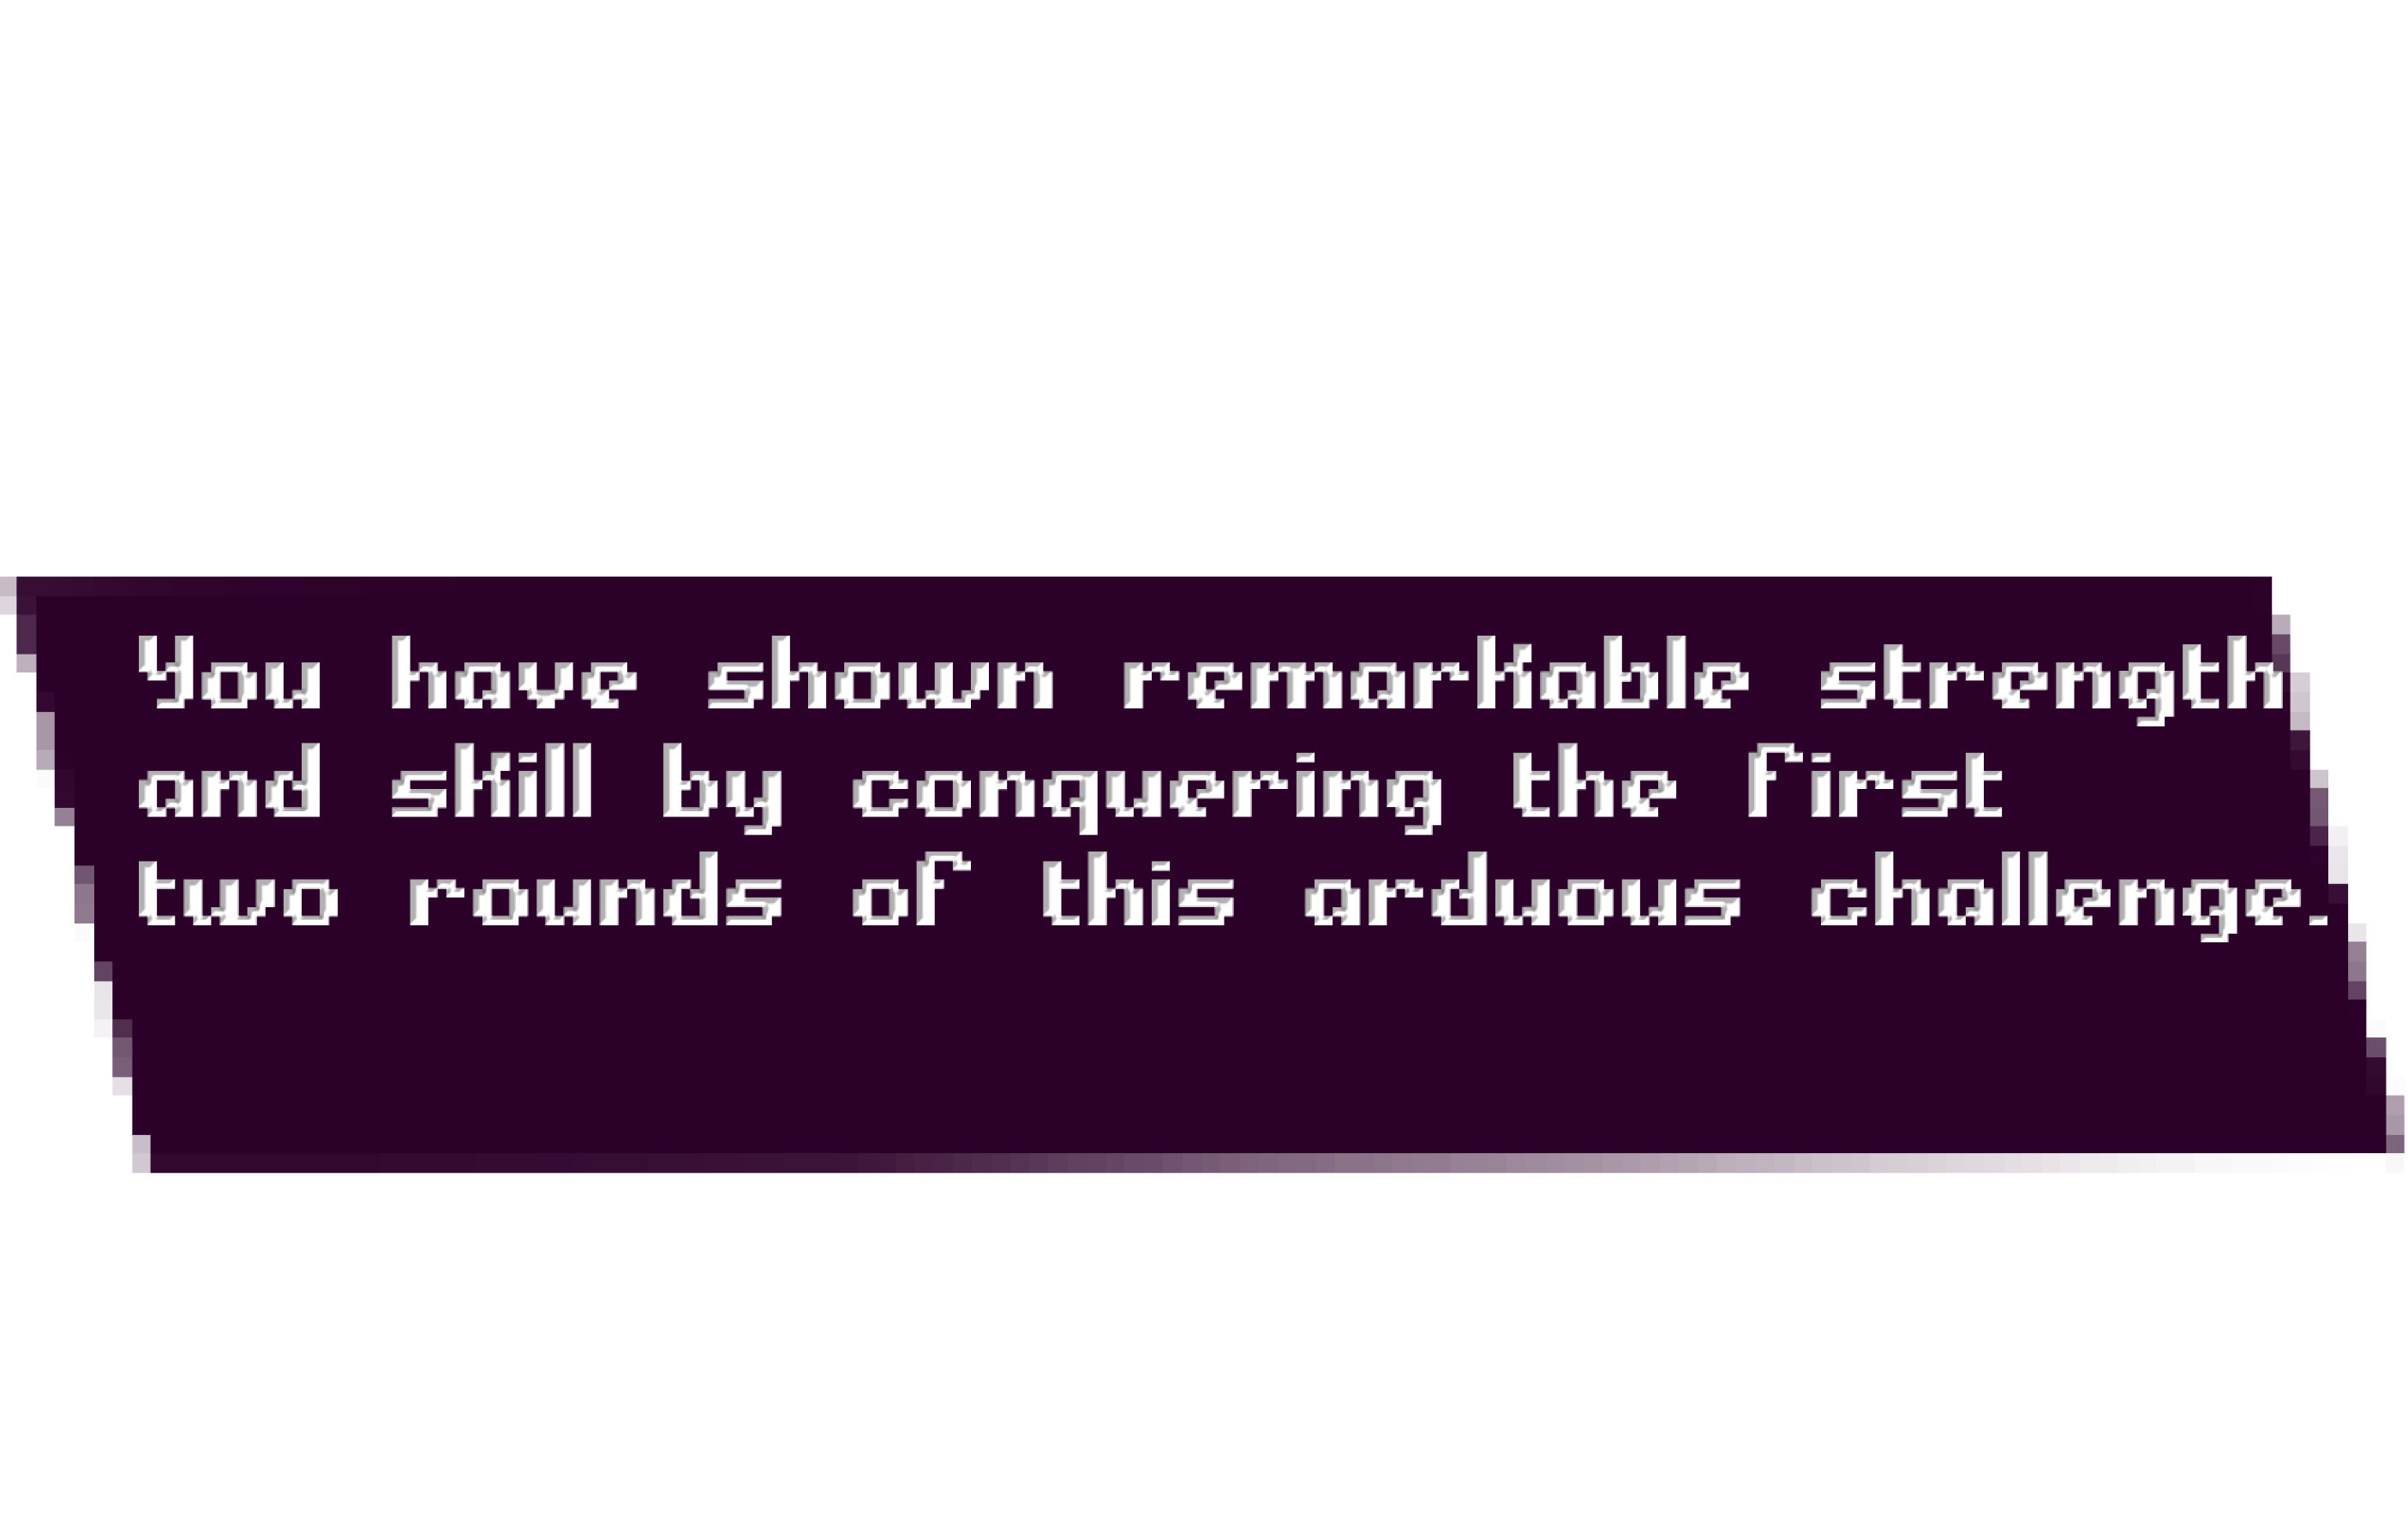 You have shown remarkable strength
and skill by conquering the first
two rounds of this arduous challenge.